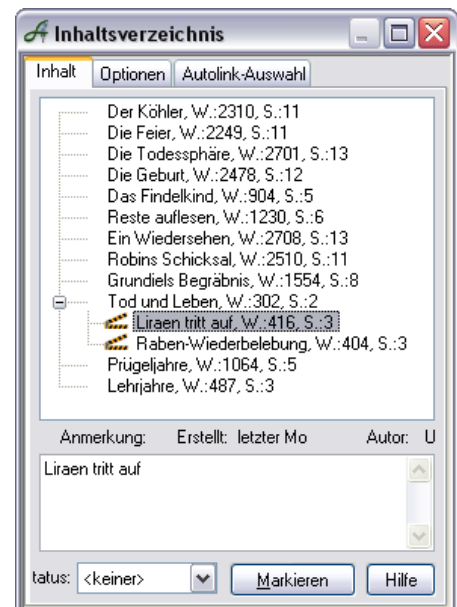 Inhaltsverzeichnis
Inhalt Optionen Autolink-Auswahl
Der Köhler, W.:2310, S.:11
Die Feier, W.:2249, S.:11
Die Todessphäre, W.:2701, S.:13
Die Geburt, W.:2478, S.:12
Das Findelkind, W.:904, S.:5
Reste auflesen, W.:1230, S.:6
Ein Wiedersehen, W.:2708, S.:13
Robins Schicksal, W.:2510, S.:11
Grundiels Begräbnis, W.:1554, S.:8
Tod und Leben, W.:302, S.:2
Liraen tritt auf, W.:416, S.:3
Raben-Wiederbelebung, W.:404, S.:3
Prügeljahre, W.:1064, S.:5
Lehrjahre, W.:487, S.:3
Anmerkung: Erstellt: letzter Mo Autor: U
Liraen tritt auf
tatus: <keiner> Markieren Hilfe